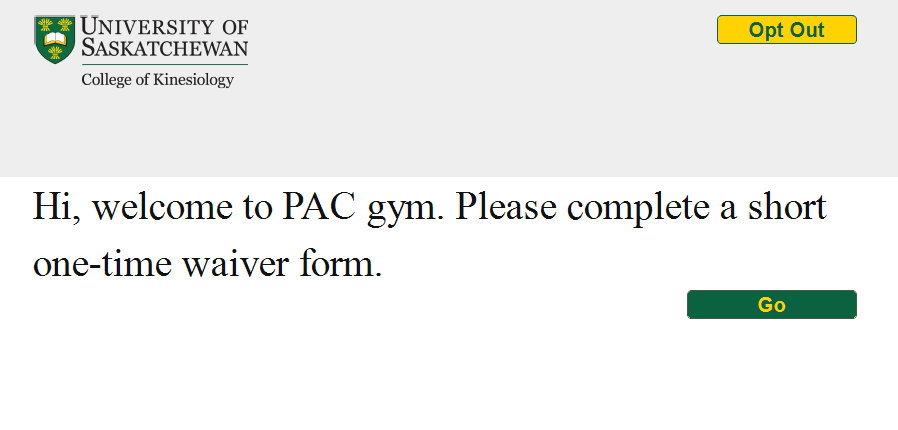 UNIVERSITY OF
SASKATCHEWAN
College of Kinesiology
Opt Out
Hi, welcome to PAC gym. Please complete a short
one-time waiver form.
Go